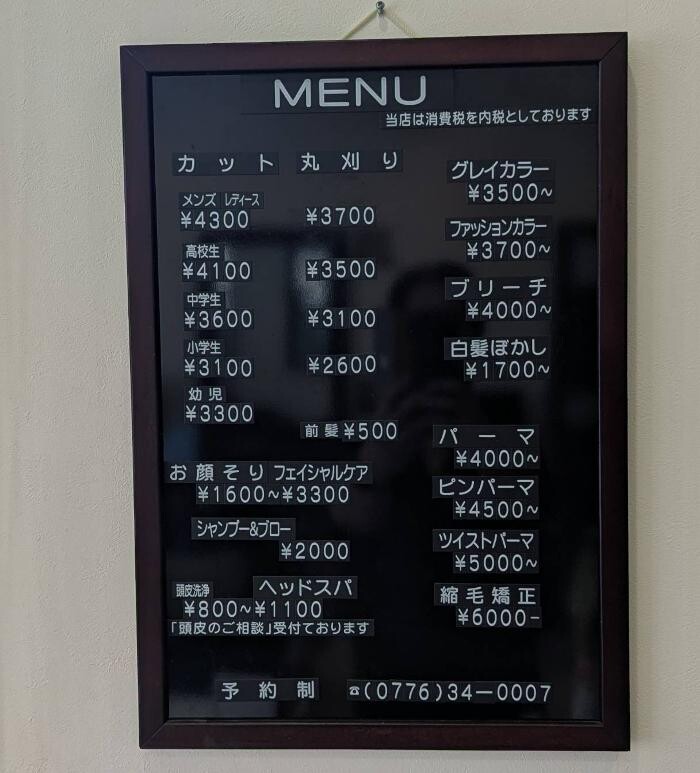 MENU
当店は消費税を内税としております
カット 丸刈り
メンズ レディース
¥4300 ¥3700
高校生
¥4100 ¥3500
中学生
¥3600 ¥3100
小学生
¥3100 ¥2600
幼児
¥3300
前髪 ¥500
お顔そり フェイシャルケア
¥1600~¥3300
シャンプー&ブロー
¥2000
頭皮洗浄 ヘッドスパ
¥800~¥1100
「頭皮のご相談」受付ております
グレイカラー
¥3500~
ファッションカラー
¥3700~
ブリーチ
¥4000~
白髪ぼかし
¥1700~
パーマ
¥4000~
ピンパーマ
¥4500~
ツイストパーマ
¥5000~
縮毛矯正
¥6000-
予約制 ☎(0776)34ー0007